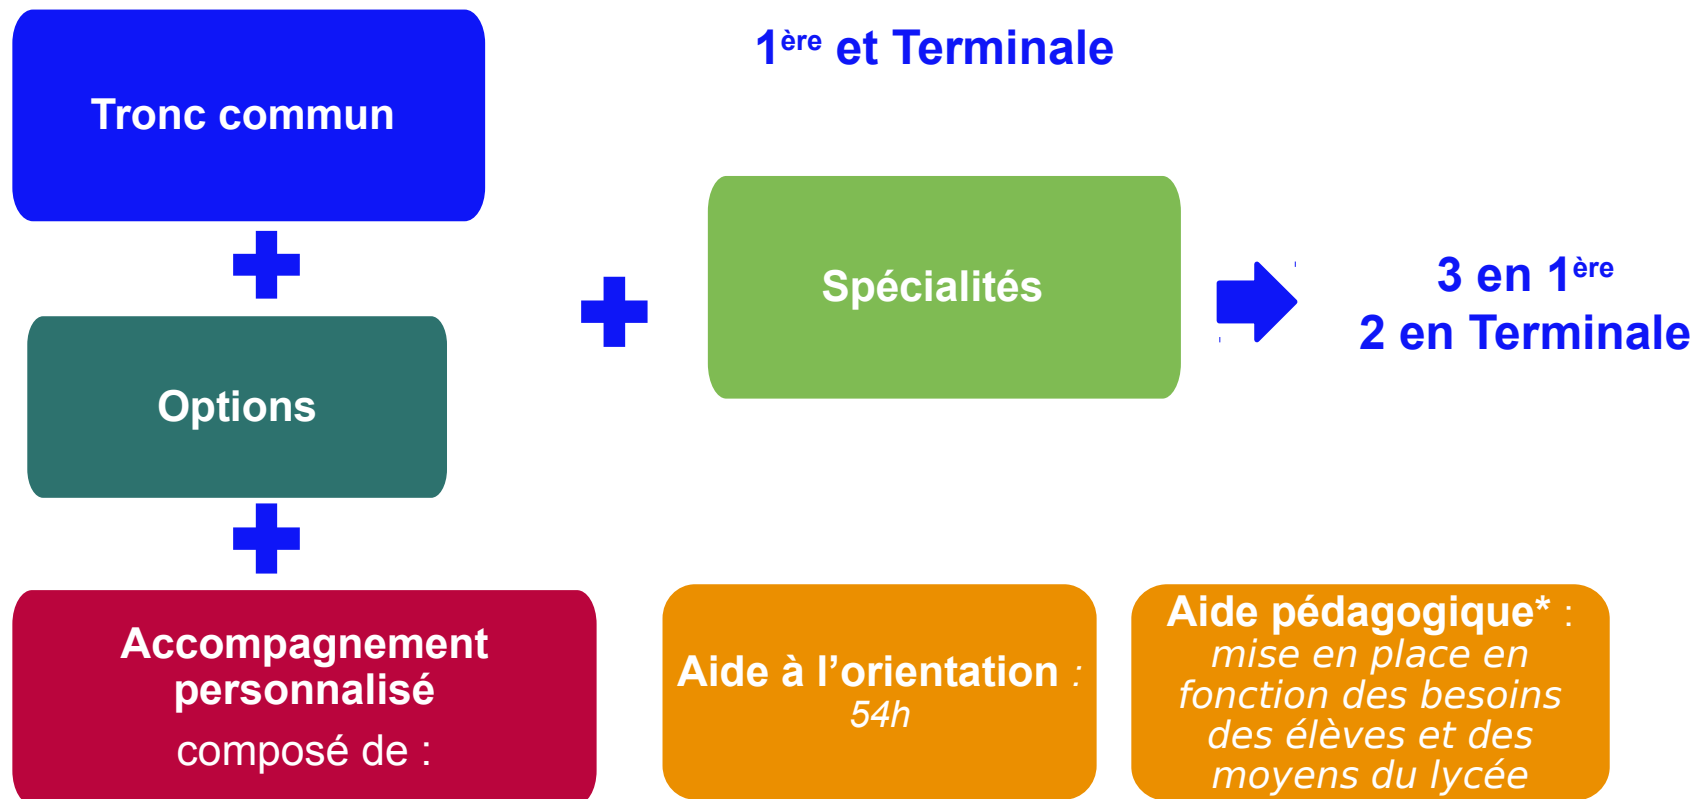 1ère et Terminale
Tronc commun
Spécialités
3 en 1ère
2 en Terminale
Options
Accompagnement
personnalisé
composé de :
Aide à l’orientation :
54h
Aide pédagogique* :
mise en place en
fonction des besoins
des élèves et des
moyens du lycée